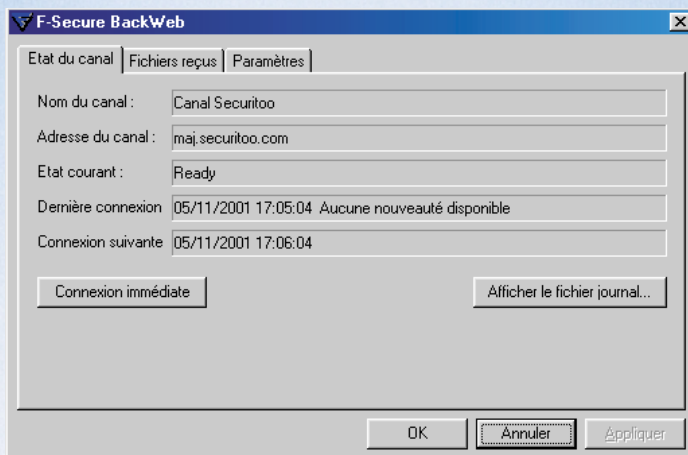 F-Secure BackWeb
Etat du canal Fichiers reçus Paramètres
Nom du canal : Canal Securitoo
Adresse du canal : maj.securitoo.com
Etat courant : Ready
Dernière connexion 05/11/2001 17:05:04 Aucune nouveauté disponible
Connexion suivante 05/11/2001 17:06:04
Connexion immédiate Afficher le fichier journal...
OK Annuler Appliquer